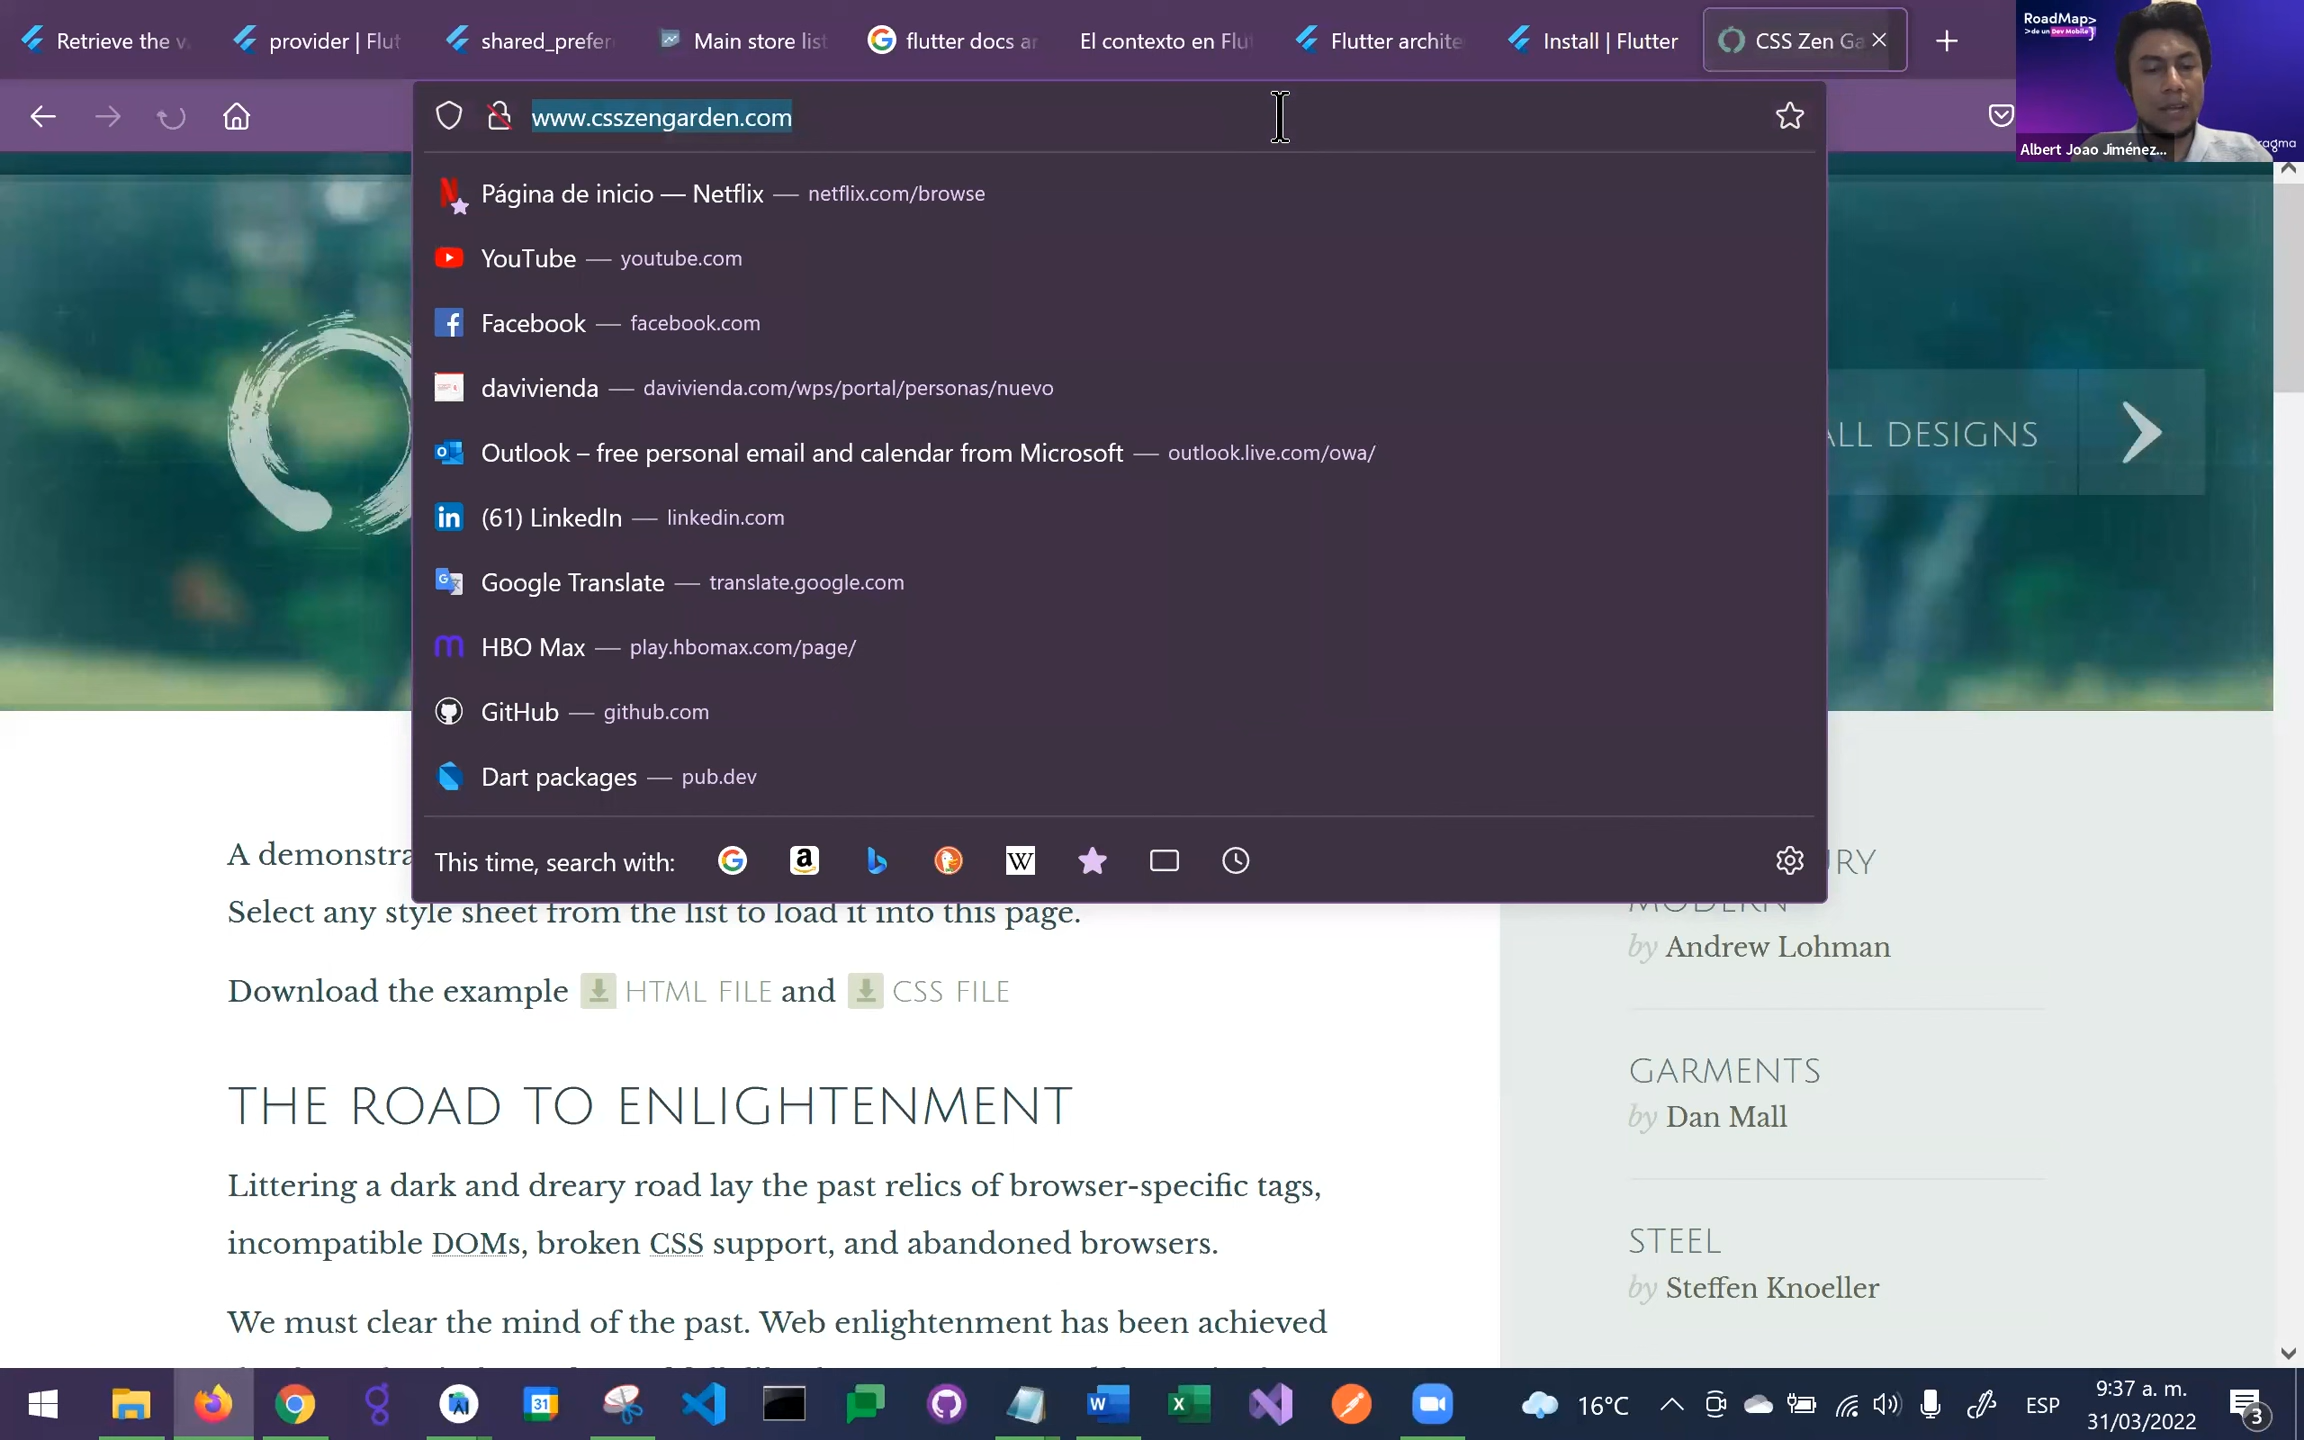 Retrieve the w
provider | Flut
shared_prefer
Main store list
flutter docs ar
El contexto en Flu
Flutter archite
Install | Flutter
CSS Zen Ga
RoadMap>
>de un Dev Mobile}
www.csszengarden.com
Albert Joao Jiménez...
ragma
Página de inicio — Netflix — netflix.com/browse
YouTube — youtube.com
Facebook — facebook.com
davivienda — davivienda.com/wps/portal/personas/nuevo
ALL DESIGNS
Outlook – free personal email and calendar from Microsoft — outlook.live.com/owa/
(61) LinkedIn — linkedin.com
Google Translate — translate.google.com
HBO Max — play.hbomax.com/page/
GitHub — github.com
Dart packages — pub.dev
This time, search with:
A demonstra
Select any style sheet from the list to load it into this page.
Download the example HTML FILE and CSS FILE
THE ROAD TO ENLIGHTENMENT
Littering a dark and dreary road lay the past relics of browser-specific tags,
incompatible DOMs, broken CSS support, and abandoned browsers.
We must clear the mind of the past. Web enlightenment has been achieved
RY
MODERN
by Andrew Lohman
GARMENTS
by Dan Mall
STEEL
by Steffen Knoeller
31
16°C
ESP
9:37 a. m.
31/03/2022
3